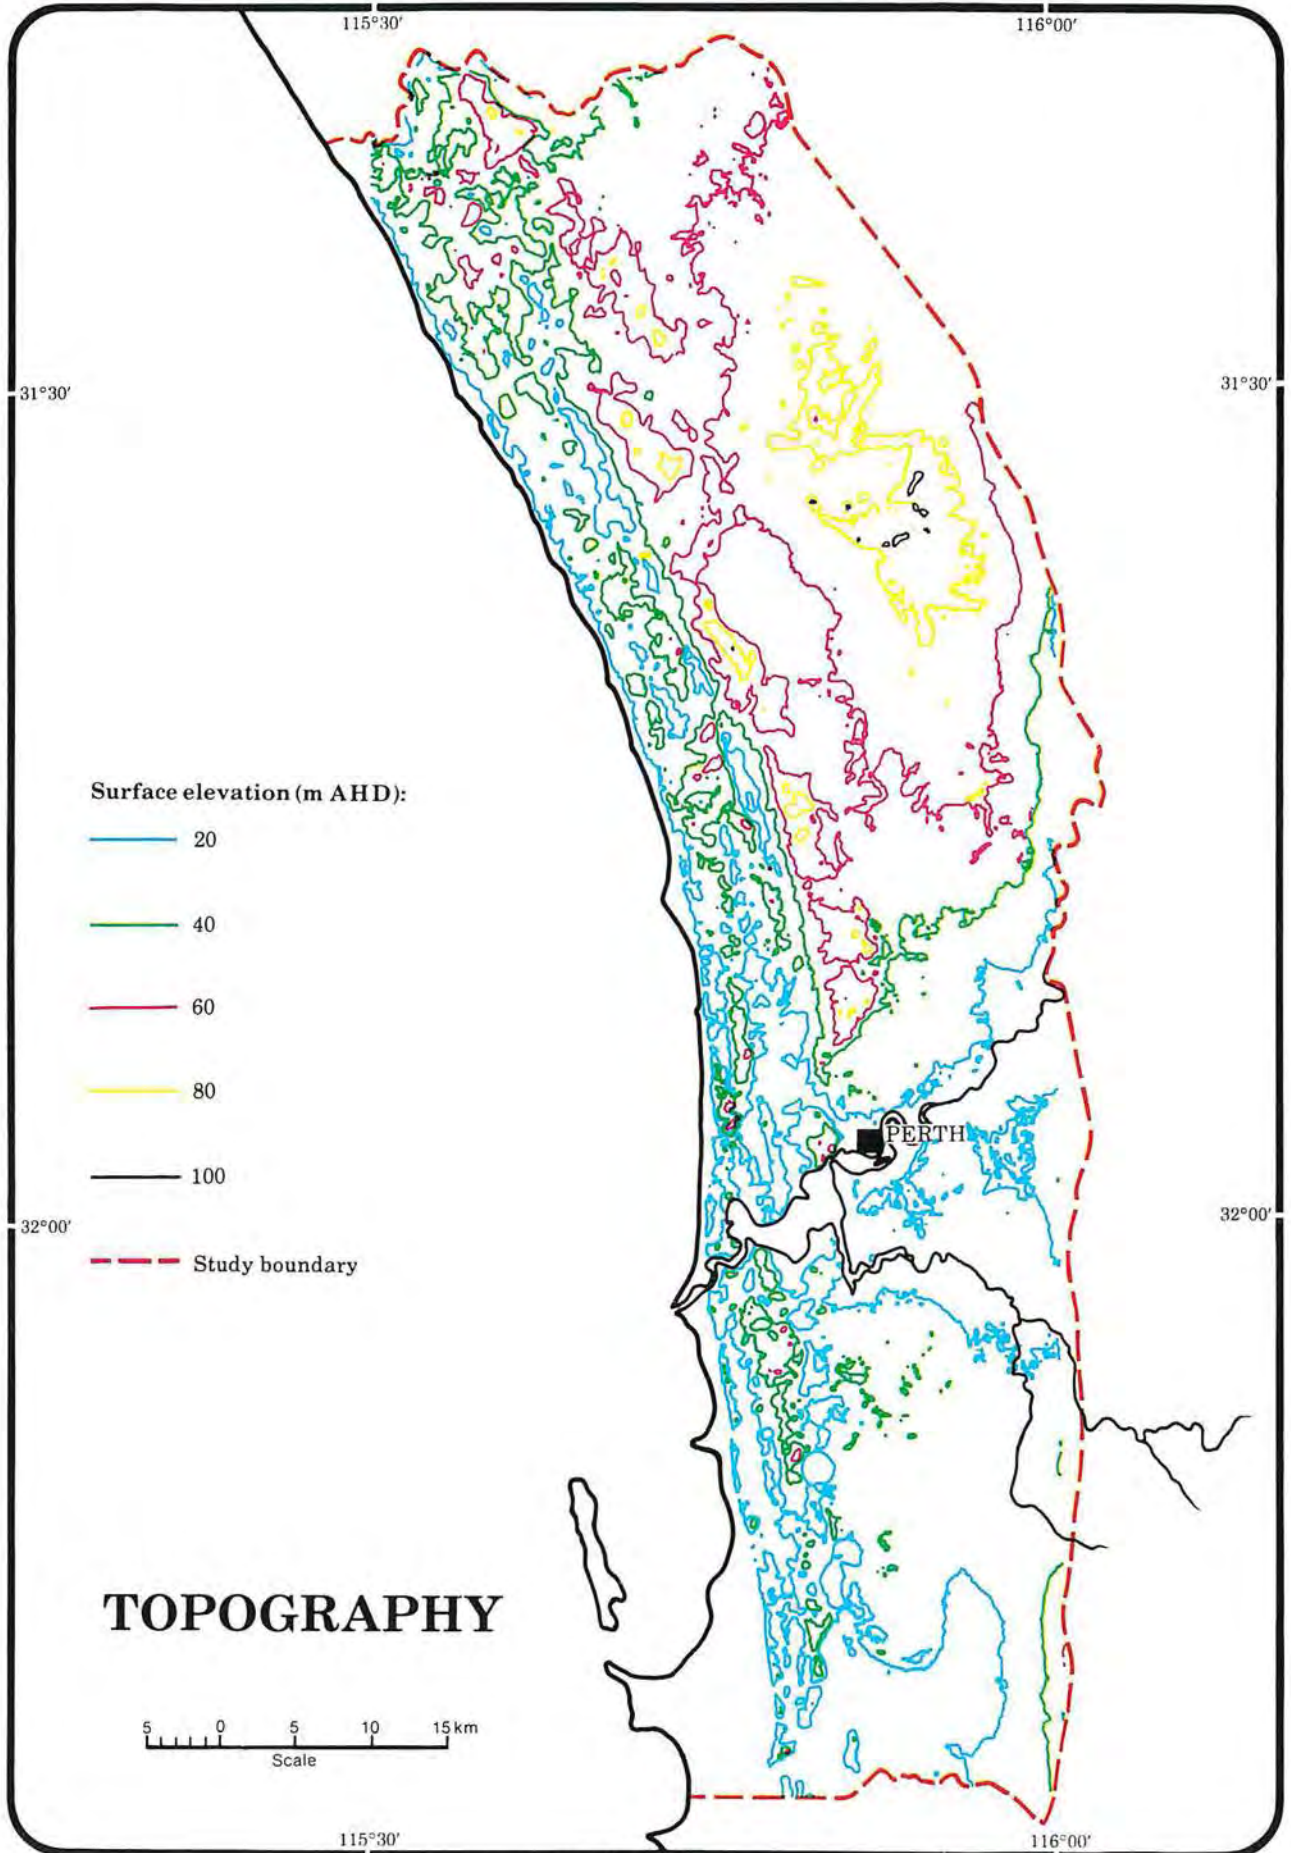 115°30′ 116°00′
31°30′ 31°30′
Surface elevation (m AHD):
20
40
60
80
100
Study boundary
PERTH
32°00′ 32°00′
TOPOGRAPHY
5 0 5 10 15 km
Scale
115°30′ 116°00′